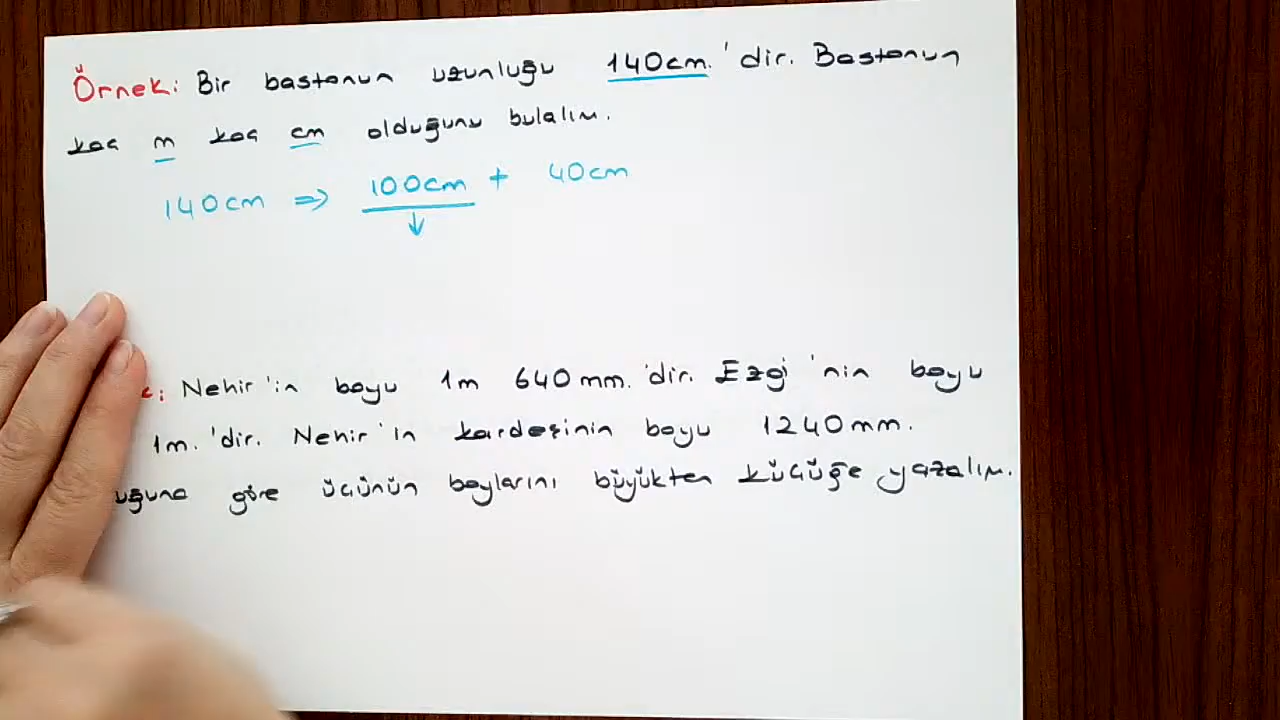 Örnek: Bir bastonun uzunluğu 140cm.'dir. Bastonun
kaç m kaç cm olduğunu bulalım.
140cm ⇒ 100cm + 40cm
↓
Nehir'in boyu 1m 640mm.'dir. Ezgi'nin boyu
1m.'dir. Nehir'in kardeşinin boyu 1240mm.
göre üçünün boylarını büyükten küçüğe yazalım.